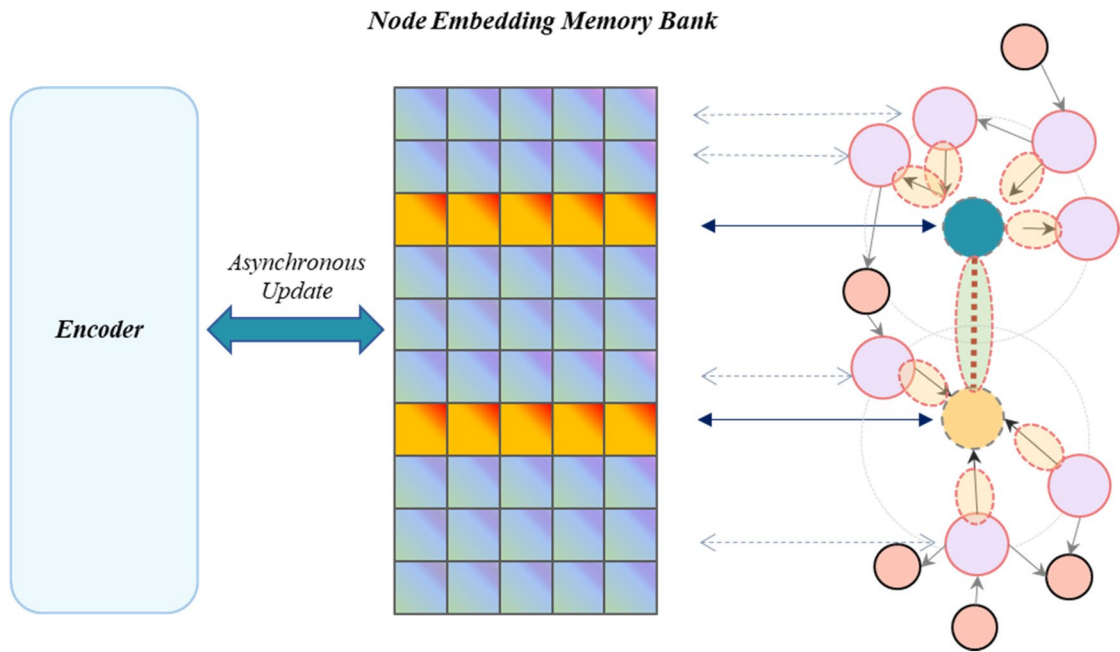 Node Embedding Memory Bank
Asynchronous
Update
Encoder